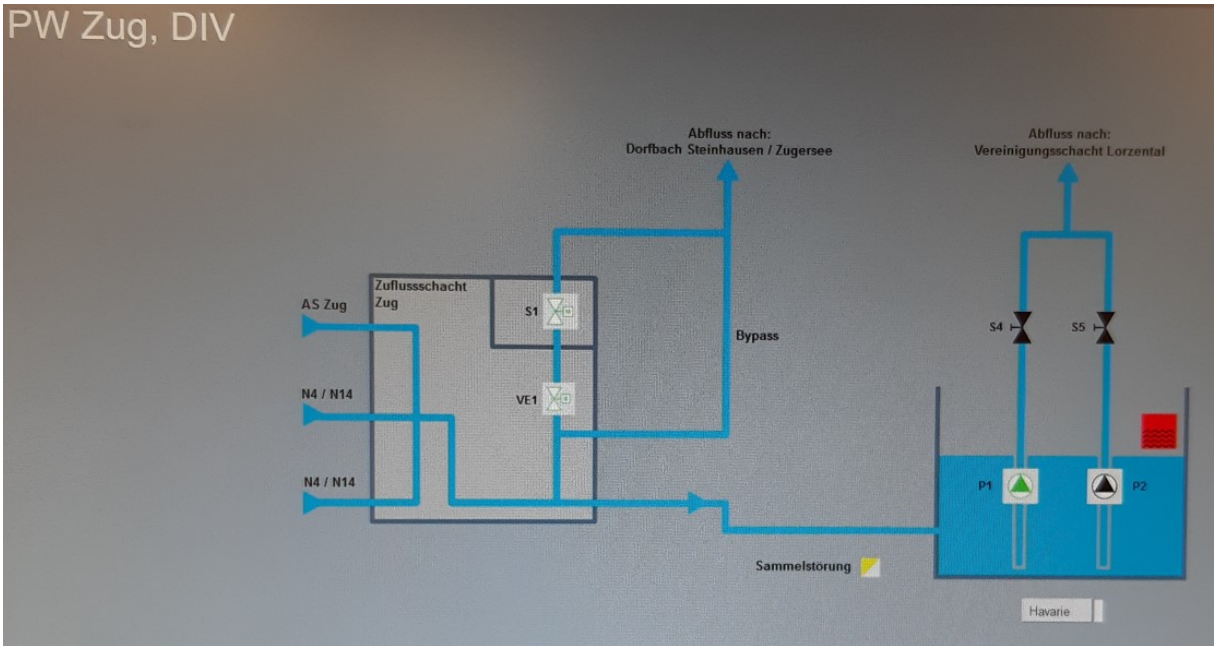 PW Zug, DIV
Abfluss nach:
Dorfbach Steinhausen / Zugersee
Abfluss nach:
Vereinigungsschacht Lorzental
Zuflussschacht
Zug
AS Zug
S1
S4
S5
Bypass
N4 / N14
VE1
N4 / N14
P1
P2
Sammelstörung
Havarie